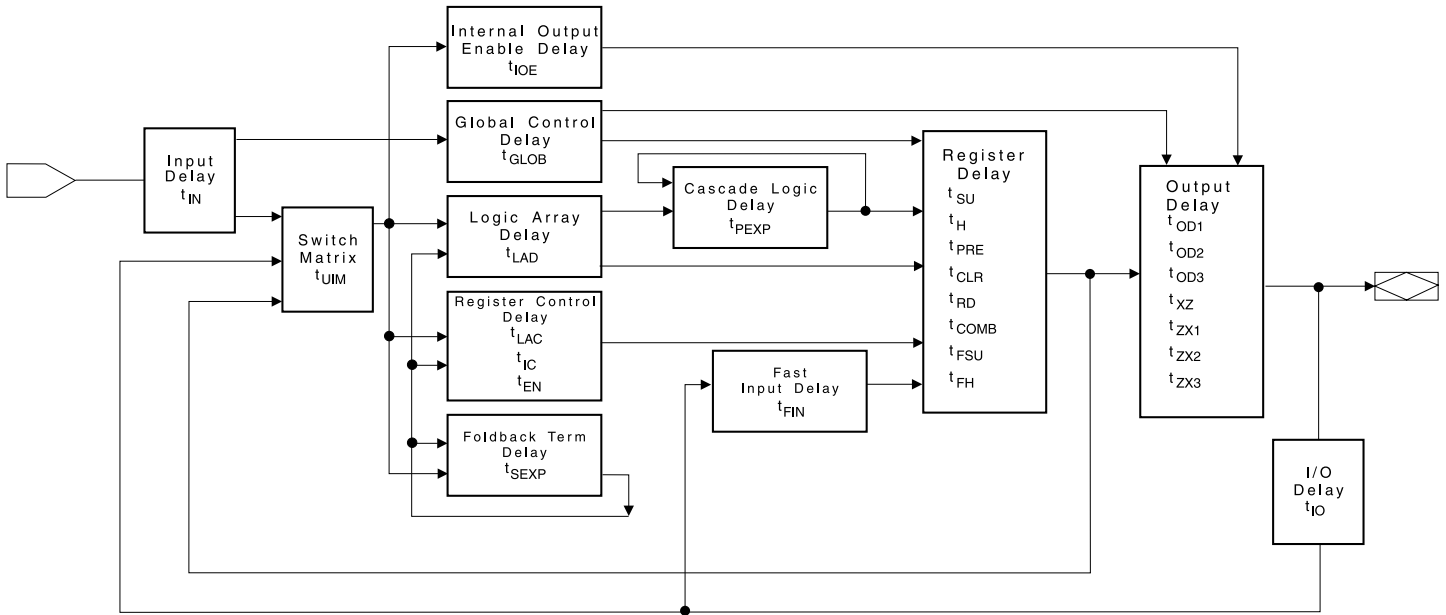 Internal Output
Enable Delay
tIOE
Global Control
Delay
tGLOB
Input
Delay
tIN
Switch
Matrix
tUIM
Logic Array
Delay
tLAD
Cascade Logic
Delay
tPEXP
Register Control
Delay
tLAC
tIC
tEN
Fast
Input Delay
tFIN
Foldback Term
Delay
tSEXP
Register
Delay
tSU
tH
tPRE
tCLR
tRD
tCOMB
tFSU
tFH
Output
Delay
tOD1
tOD2
tOD3
tXZ
tZX1
tZX2
tZX3
I/O
Delay
tIO